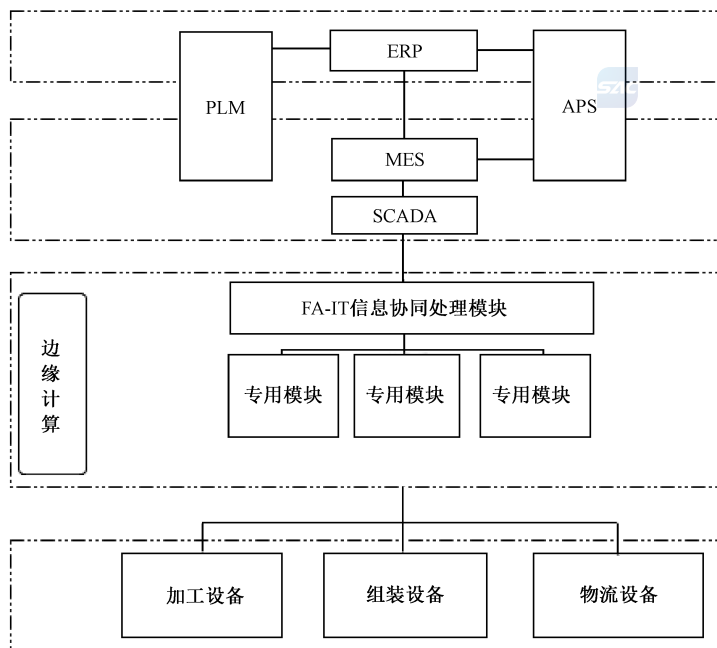 ERP
PLM
APS
MES
SCADA
FA-IT信息协同处理模块
边缘计算
专用模块
专用模块
专用模块
加工设备
组装设备
物流设备